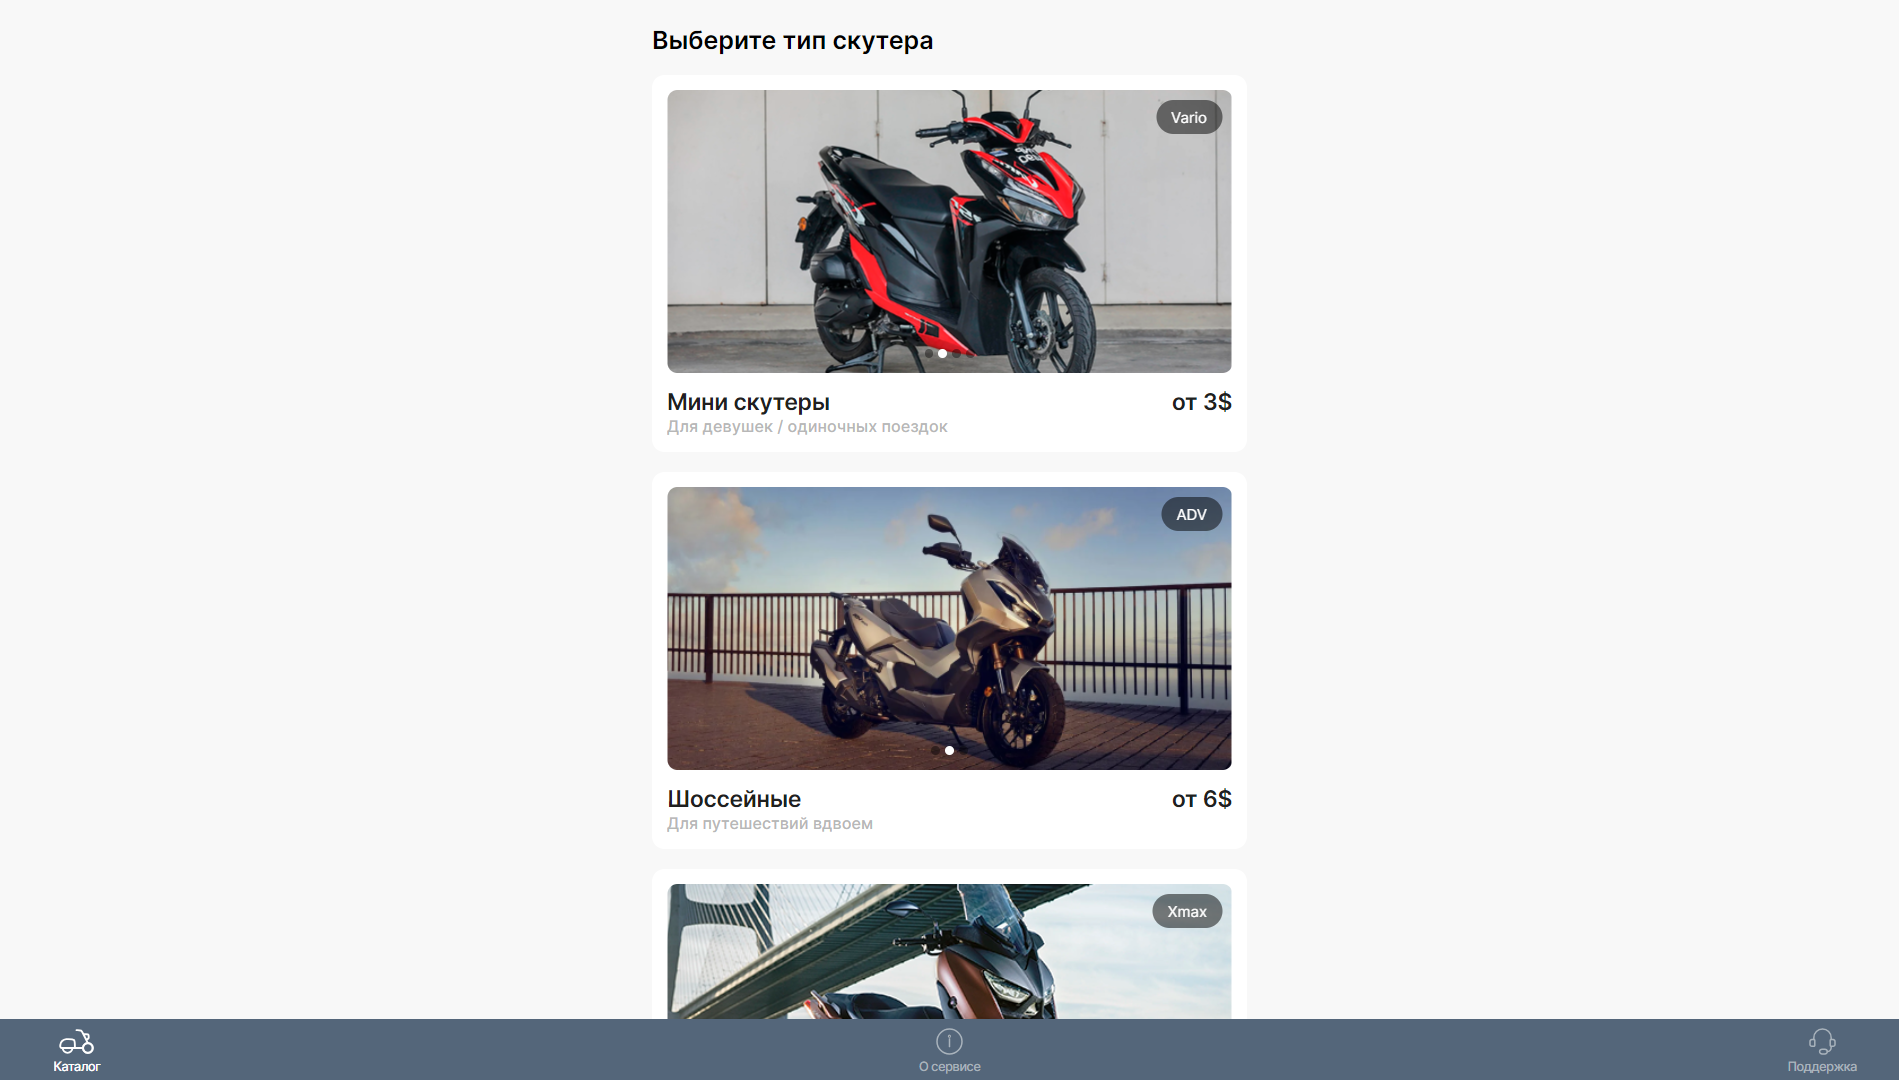 Выберите тип скутера
Vario
Мини скутеры
от 3$
Для девушек / одиночных поездок
ADV
Шоссейные
от 6$
Для путешествий вдвоем
Xmax
Каталог
О сервисе
Поддержка